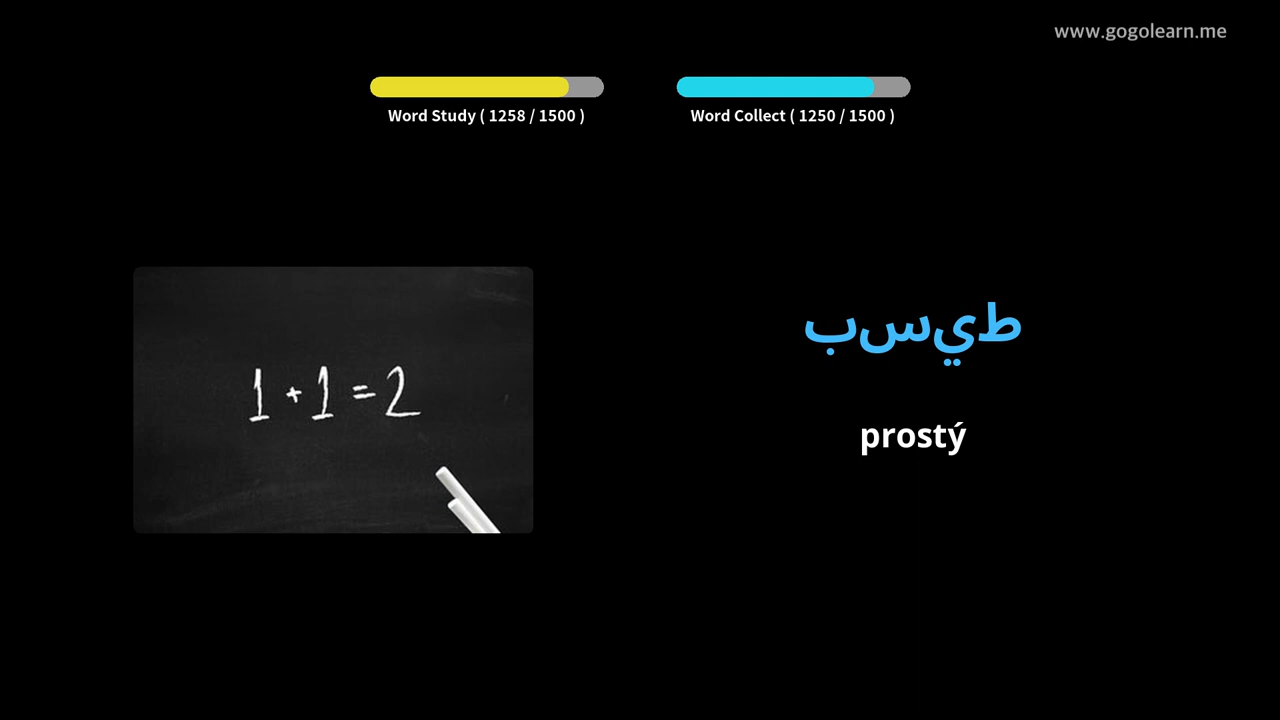 www.gogolearn.me
Word Study ( 1258 / 1500 )
Word Collect ( 1250 / 1500 )
1 + 1 = 2
بسيط
prostý